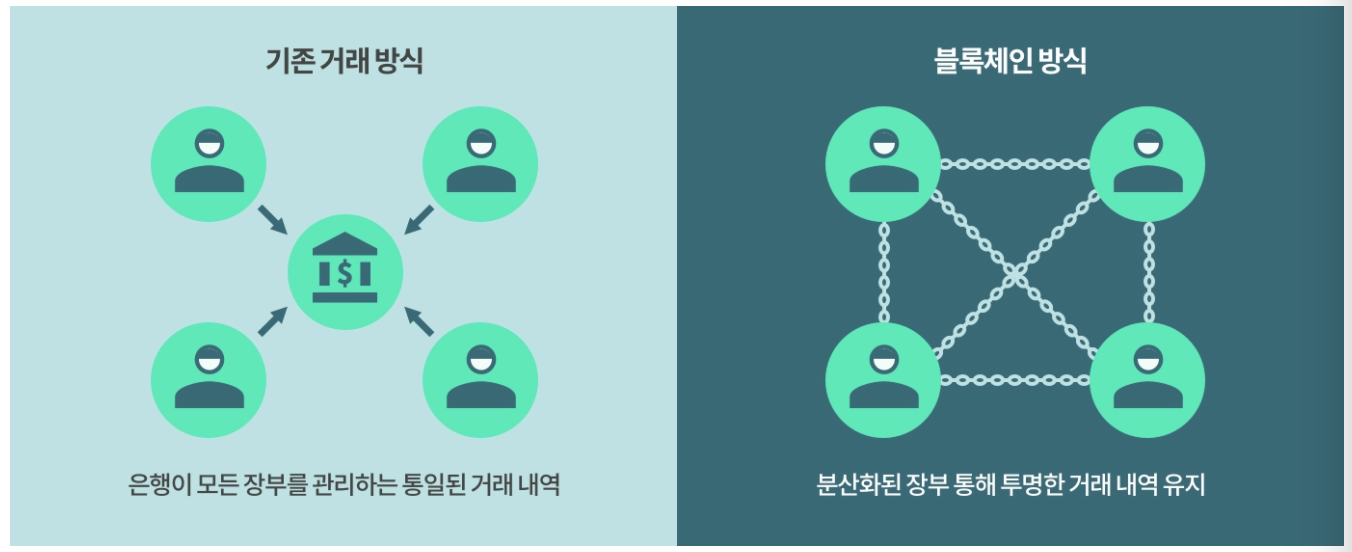 기존 거래 방식
블록체인 방식
$
은행이 모든 장부를 관리하는 통일된 거래 내역
분산화된 장부 통해 투명한 거래 내역 유지